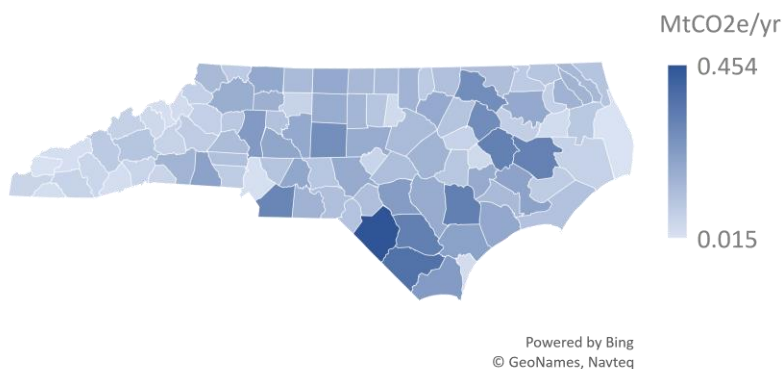 MtCO2e/yr
0.454
0.015
Powered by Bing
© GeoNames, Navteq